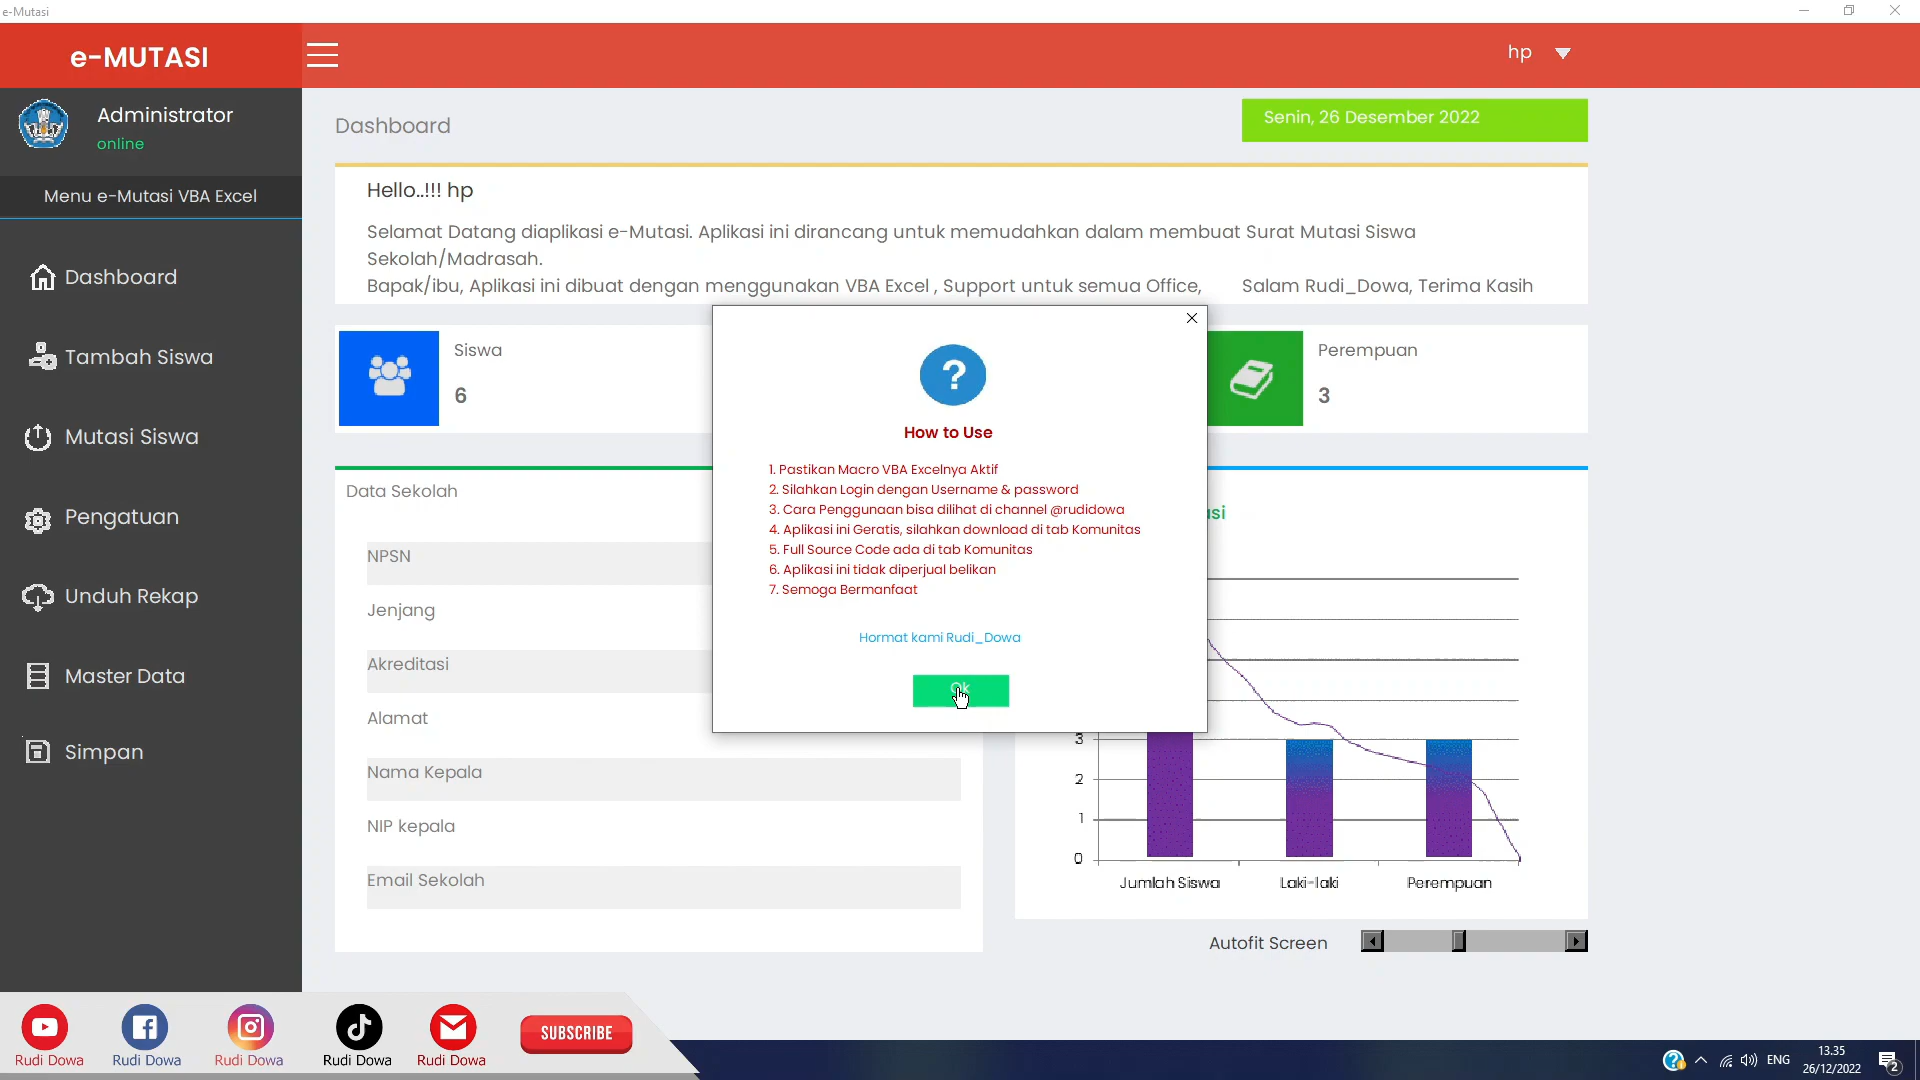 e-Mutasi
e-MUTASI
hp
Administrator
online
Menu e-Mutasi VBA Excel
Dashboard
Tambah Siswa
Mutasi Siswa
Pengatuan
Unduh Rekap
Master Data
Simpan
Dashboard
Senin, 26 Desember 2022
Hello..!!! hp
Selamat Datang diaplikasi e-Mutasi. Aplikasi ini dirancang untuk memudahkan dalam membuat Surat Mutasi Siswa
Sekolah/Madrasah.
Bapak/ibu, Aplikasi ini dibuat dengan menggunakan VBA Excel , Support untuk semua Office, Salam Rudi_Dowa, Terima Kasih
Siswa
6
Perempuan
3
Data Sekolah
NPSN
Jenjang
Akreditasi
Alamat
Nama Kepala
NIP kepala
Email Sekolah
?
How to Use
1. Pastikan Macro VBA Excelnya Aktif
2. Silahkan Login dengan Username & password
3. Cara Penggunaan bisa dilihat di channel @rudidowa
4. Aplikasi ini Geratis, silahkan download di tab Komunitas
5. Full Source Code ada di tab Komunitas
6. Aplikasi ini tidak diperjual belikan
7. Semoga Bermanfaat
Hormat kami Rudi_Dowa
Ok
3
2
1
0
Jumlah Siswa
Laki-laki
Perempuan
Autofit Screen
Rudi Dowa
Rudi Dowa
Rudi Dowa
Rudi Dowa
Rudi Dowa
SUBSCRIBE
ENG
13.35
26/12/2022
2